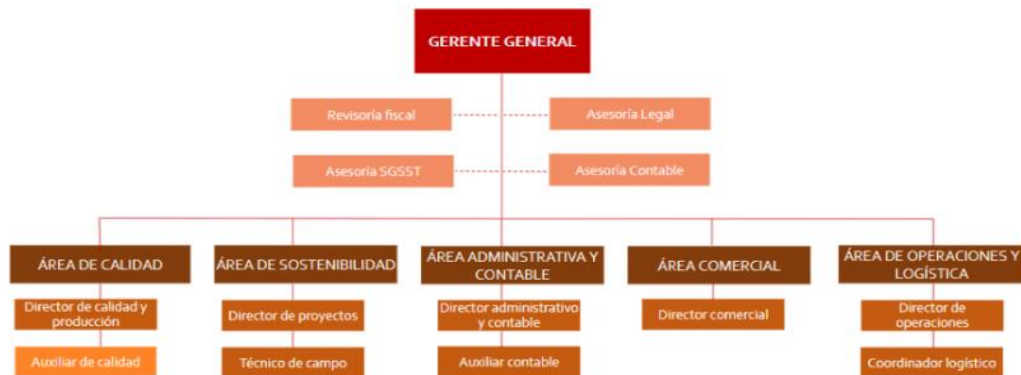 GERENTE GENERAL
Revisoría fiscal
Asesoría Legal
Asesoría SGSST
Asesoría Contable
ÁREA DE CALIDAD
ÁREA DE SOSTENIBILIDAD
ÁREA ADMINISTRATIVA Y
CONTABLE
ÁREA COMERCIAL
ÁREA DE OPERACIONES Y
LOGÍSTICA
Director de calidad y
producción
Director de proyectos
Director administrativo
y contable
Director comercial
Director de
operaciones
Auxiliar de calidad
Técnico de campo
Auxiliar contable
Coordinador logístico